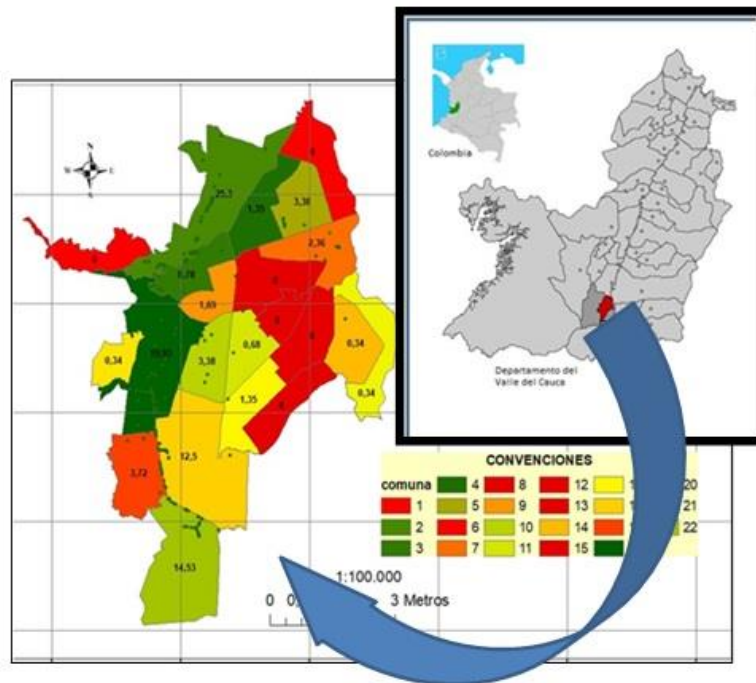 Colombia
Departamento del
Valle del Cauca
N
W
E
S
25,3
1,35
3,38
2,36
1,69
0,34
3,38
0,68
0,34
0,34
1,35
3,72
12,5
14,53
CONVENCIONES
comuna 4 8 12 20
1 5 9 13 21
2 6 10 14 22
3 7 11 15
1:100.000
0 3 Metros